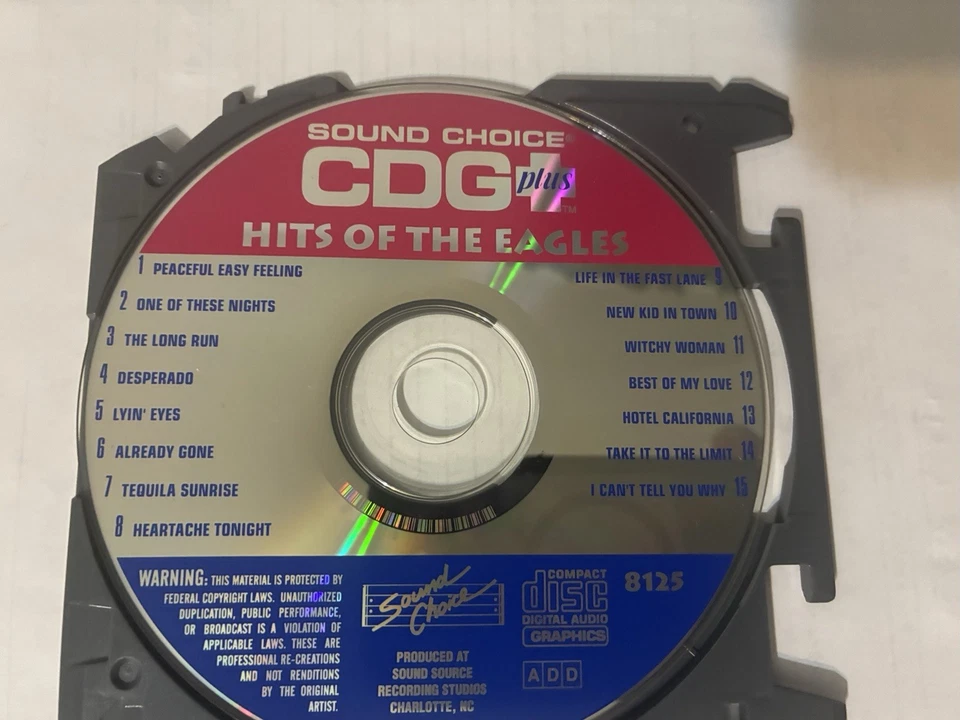 SOUND CHOICE®
CDG plus™
HITS OF THE EAGLES
1 PEACEFUL EASY FEELING
2 ONE OF THESE NIGHTS
3 THE LONG RUN
4 DESPERADO
5 LYIN' EYES
6 ALREADY GONE
7 TEQUILA SUNRISE
8 HEARTACHE TONIGHT
LIFE IN THE FAST LANE 9
NEW KID IN TOWN 10
WITCHY WOMAN 11
BEST OF MY LOVE 12
HOTEL CALIFORNIA 13
TAKE IT TO THE LIMIT 14
I CAN'T TELL YOU WHY 15
WARNING: THIS MATERIAL IS PROTECTED BY
FEDERAL COPYRIGHT LAWS. UNAUTHORIZED
DUPLICATION, PUBLIC PERFORMANCE,
OR BROADCAST IS A VIOLATION OF
APPLICABLE LAWS. THESE ARE
PROFESSIONAL RE-CREATIONS
AND NOT RENDITIONS
BY THE ORIGINAL
ARTIST.
Sound
Choice
PRODUCED AT
SOUND SOURCE
RECORDING STUDIOS
CHARLOTTE, NC
COMPACT
disc
DIGITAL AUDIO
GRAPHICS
ADD
8125